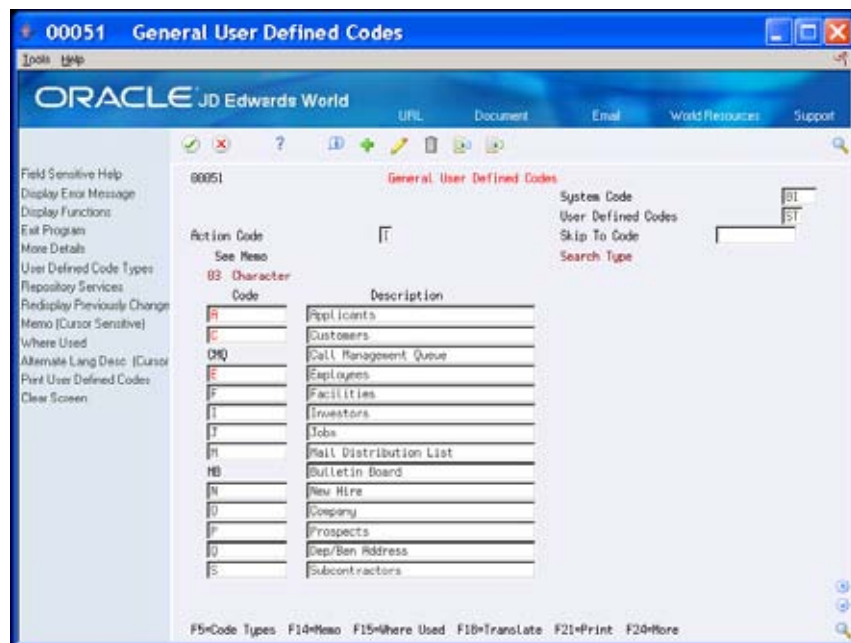 00051 General User Defined Codes
Tools Help
ORACLE JD Edwards World
URL Document Email World Resources Support
Field Sensitive Help
Display Error Message
Display Functions
Exit Program
More Details
User Defined Code Types
Repository Services
Redisplay Previously Change
Memo (Cursor Sensitive)
Where Used
Alternate Lang Desc (Cursor
Print User Defined Codes
Clear Screen
00051 General User Defined Codes
System Code 01
User Defined Codes ST
Action Code I Skip To Code
See Memo Search Type
03 Character
Code Description
A Applicants
C Customers
CMQ Call Management Queue
E Employees
F Facilities
I Investors
J Jobs
M Mail Distribution List
MB Bulletin Board
N New Hire
O Company
P Prospects
Q Dep/Ben Address
S Subcontractors
F5=Code Types F14=Memo F15=Where Used F18=Translate F21=Print F24=More